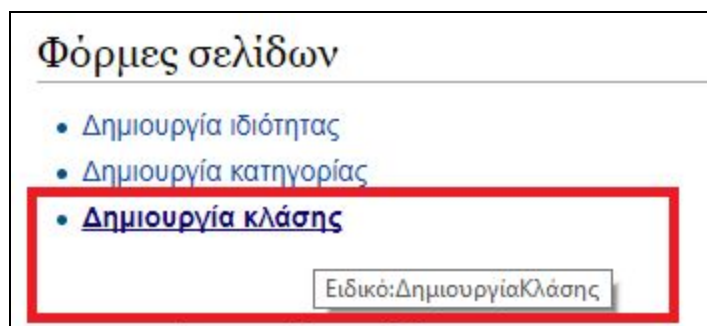 Φόρμες σελίδων
Δημιουργία ιδιότητας
Δημιουργία κατηγορίας
Δημιουργία κλάσης
Ειδικό:ΔημιουργίαΚλάσης